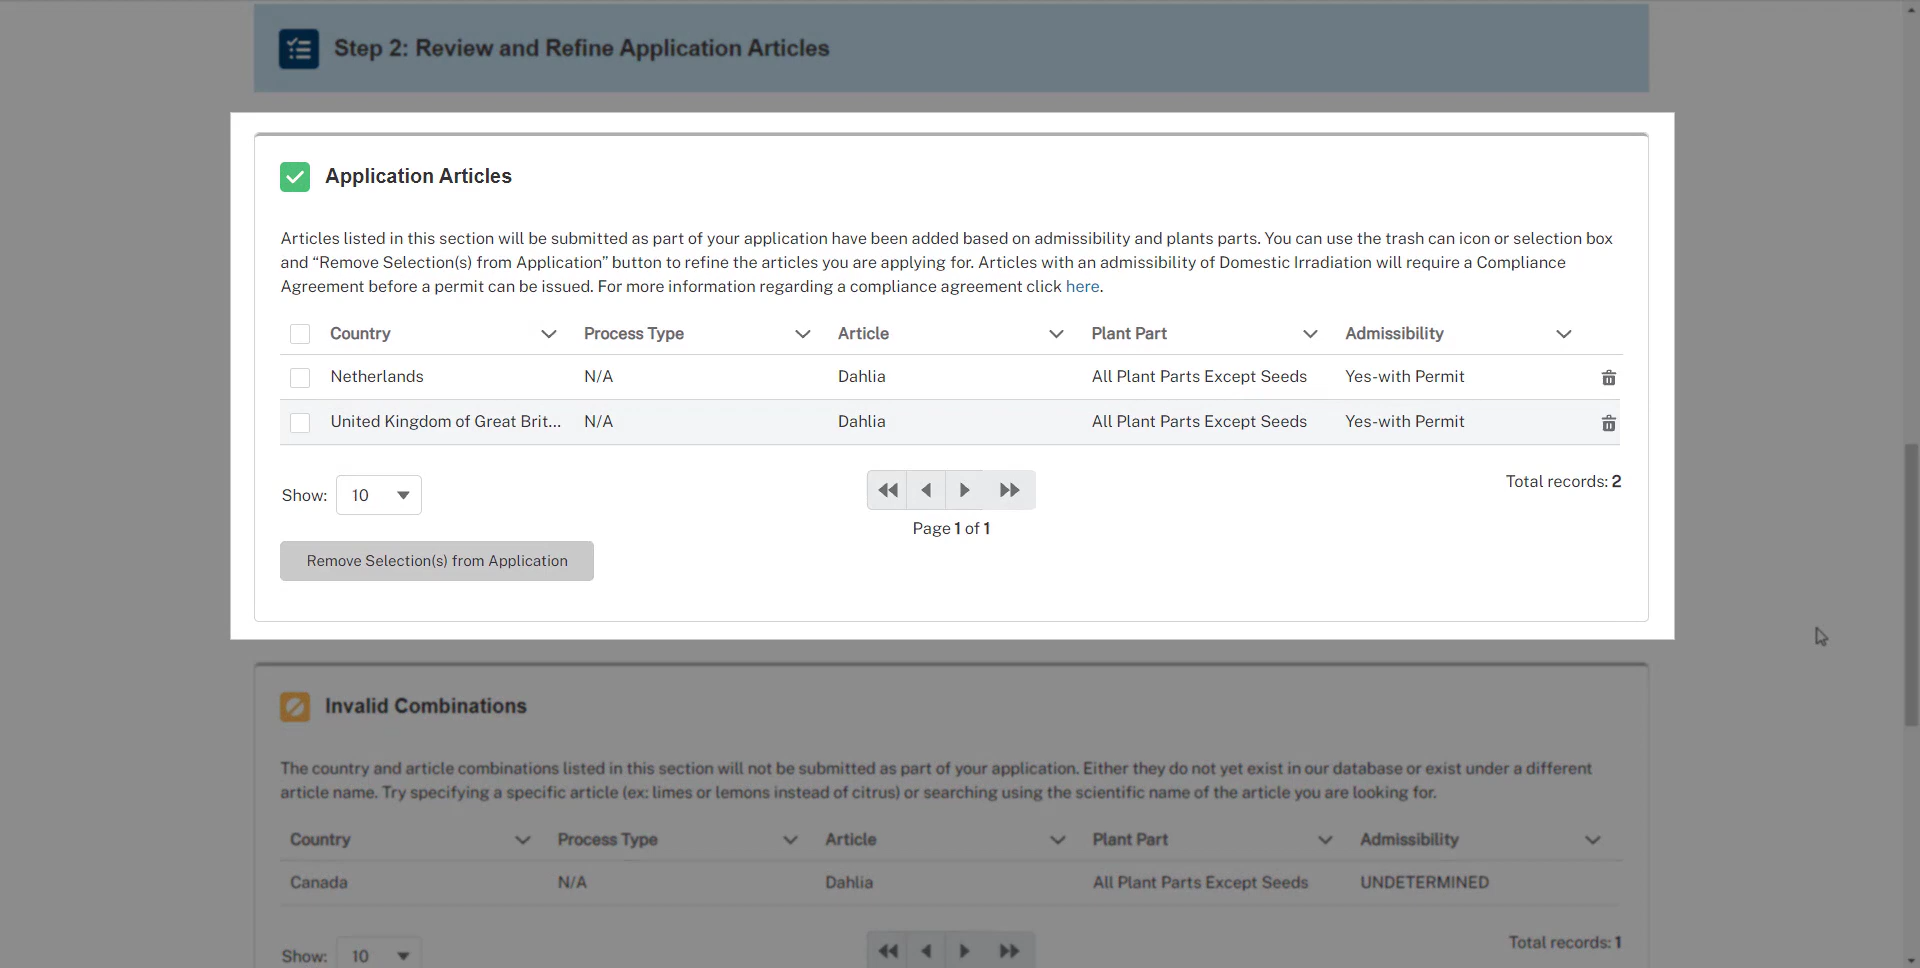 Step 2: Review and Refine Application Articles
Application Articles
Articles listed in this section will be submitted as part of your application have been added based on admissibility and plants parts. You can use the trash can icon or selection box
and “Remove Selection(s) from Application” button to refine the articles you are applying for. Articles with an admissibility of Domestic Irradiation will require a Compliance
Agreement before a permit can be issued. For more information regarding a compliance agreement click here.
Country Process Type Article Plant Part Admissibility
Netherlands N/A Dahlia All Plant Parts Except Seeds Yes-with Permit
United Kingdom of Great Brit... N/A Dahlia All Plant Parts Except Seeds Yes-with Permit
Show: 10 Total records: 2
Page 1 of 1
Remove Selection(s) from Application
Invalid Combinations
The country and article combinations listed in this section will not be submitted as part of your application. Either they do not yet exist in our database or exist under a different
article name. Try specifying a specific article (ex: limes or lemons instead of citrus) or searching using the scientific name of the article you are looking for.
Country Process Type Article Plant Part Admissibility
Canada N/A Dahlia All Plant Parts Except Seeds UNDETERMINED
Show: 10 Total records: 1